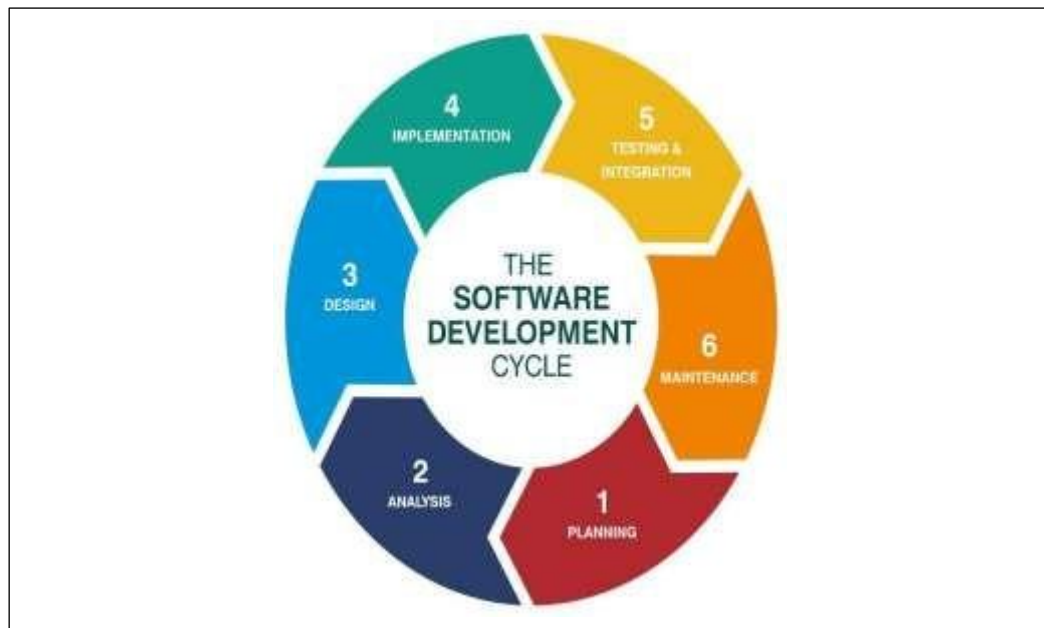 THE
SOFTWARE
DEVELOPMENT
CYCLE
1
PLANNING
2
ANALYSIS
3
DESIGN
4
IMPLEMENTATION
5
TESTING &
INTEGRATION
6
MAINTENANCE